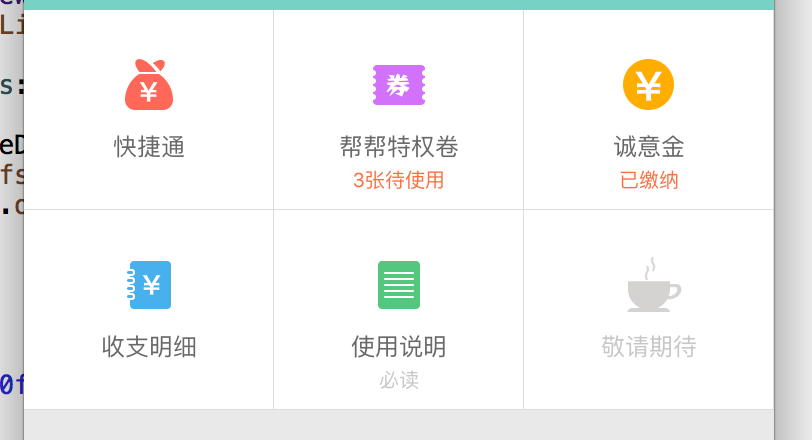 Li
s:
eD
fs
¥
券
¥
快捷通
帮帮特权卷
诚意金
3张待使用
已缴纳
¥
收支明细
使用说明
敬请期待
必读
0f